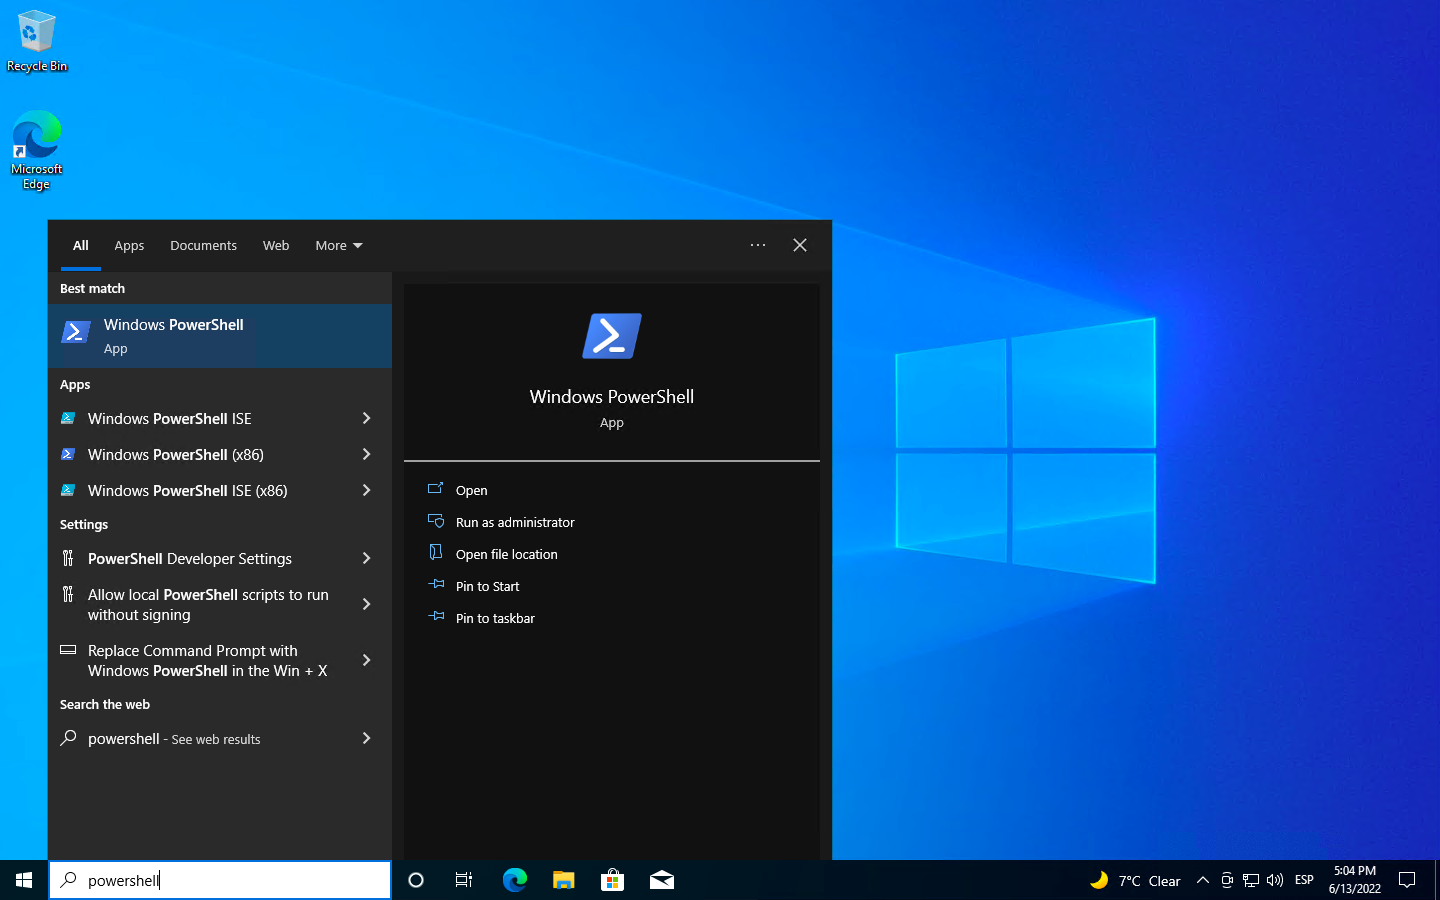 Recycle Bin
Microsoft
Edge
All
Apps
Documents
Web
More
Best match
Windows PowerShell
App
Apps
Windows PowerShell ISE
Windows PowerShell (x86)
Windows PowerShell ISE (x86)
Settings
PowerShell Developer Settings
Allow local PowerShell scripts to run
without signing
Replace Command Prompt with
Windows PowerShell in the Win + X
Search the web
powershell - See web results
Windows PowerShell
App
Open
Run as administrator
Open file location
Pin to Start
Pin to taskbar
powershell
7°C Clear
ESP
5:04 PM
6/13/2022